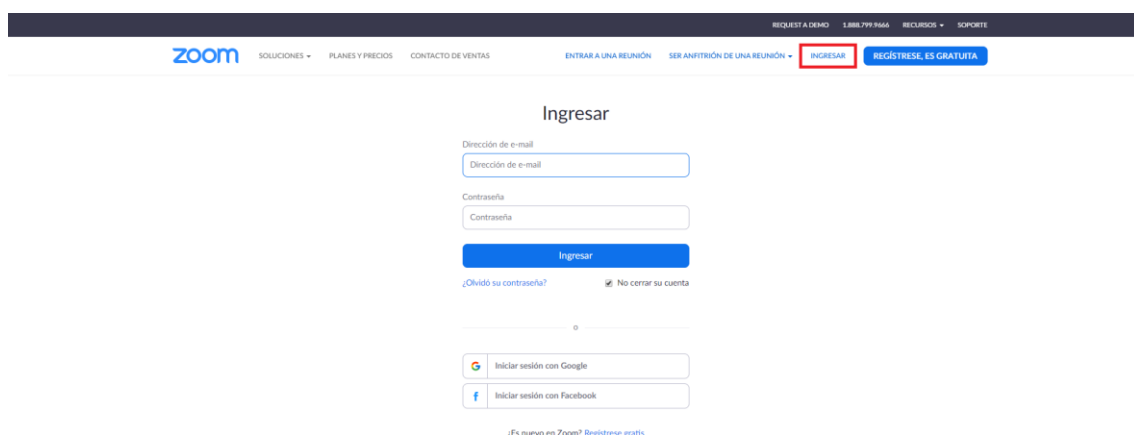 REQUEST A DEMO 1.888.799.9666 RECURSOS SOPORTE
zoom SOLUCIONES PLANES Y PRECIOS CONTACTO DE VENTAS ENTRAR A UNA REUNIÓN SER ANFITRIÓN DE UNA REUNIÓN INGRESAR REGÍSTRESE, ES GRATUITA
Ingresar
Dirección de e-mail
Dirección de e-mail
Contraseña
Contraseña
Ingresar
¿Olvidó su contraseña? No cerrar su cuenta
o
Iniciar sesión con Google
Iniciar sesión con Facebook
¿Es nuevo en Zoom? Regístrese gratis